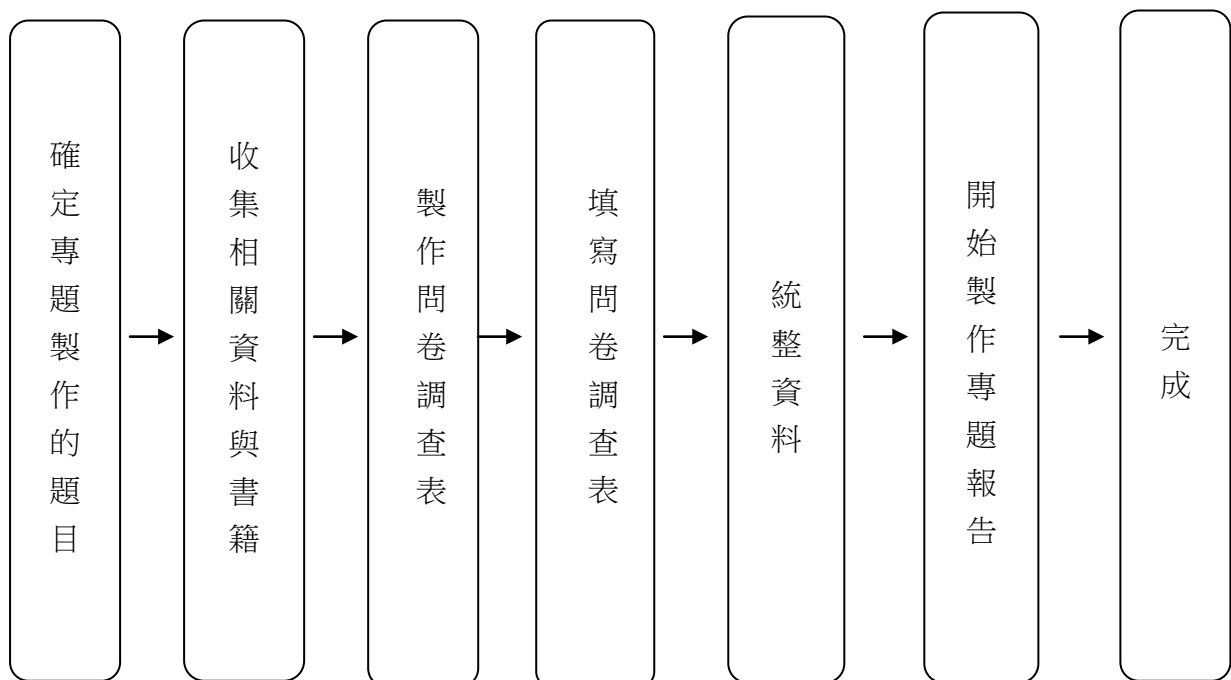 確定專題製作的題目
收集相關資料與書籍
製作問卷調查表
填寫問卷調查表
統整資料
開始製作專題報告
完成